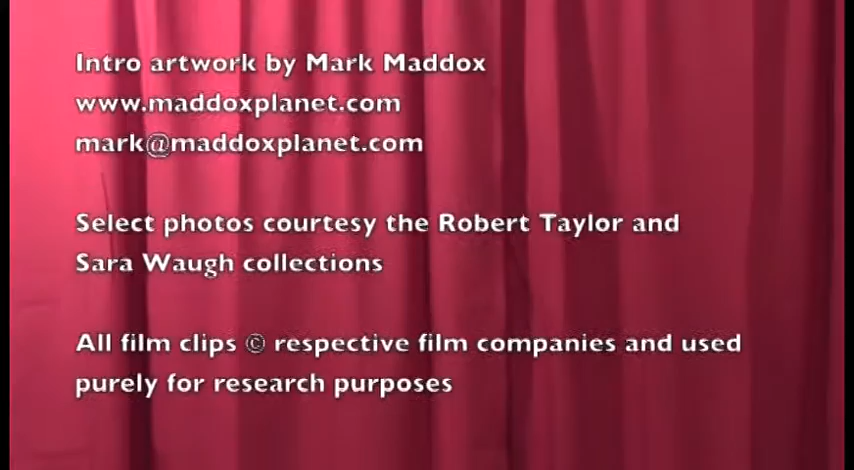 Intro artwork by Mark Maddox
www.maddoxplanet.com
mark@maddoxplanet.com
Select photos courtesy the Robert Taylor and
Sara Waugh collections
All film clips © respective film companies and used
purely for research purposes